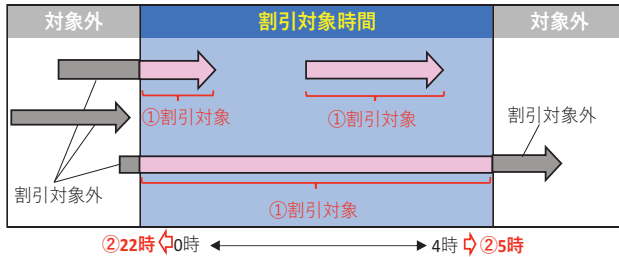 対象外 割引対象時間 対象外
①割引対象 ①割引対象
割引対象外
割引対象外
①割引対象
②22時 0時 4時 ②5時